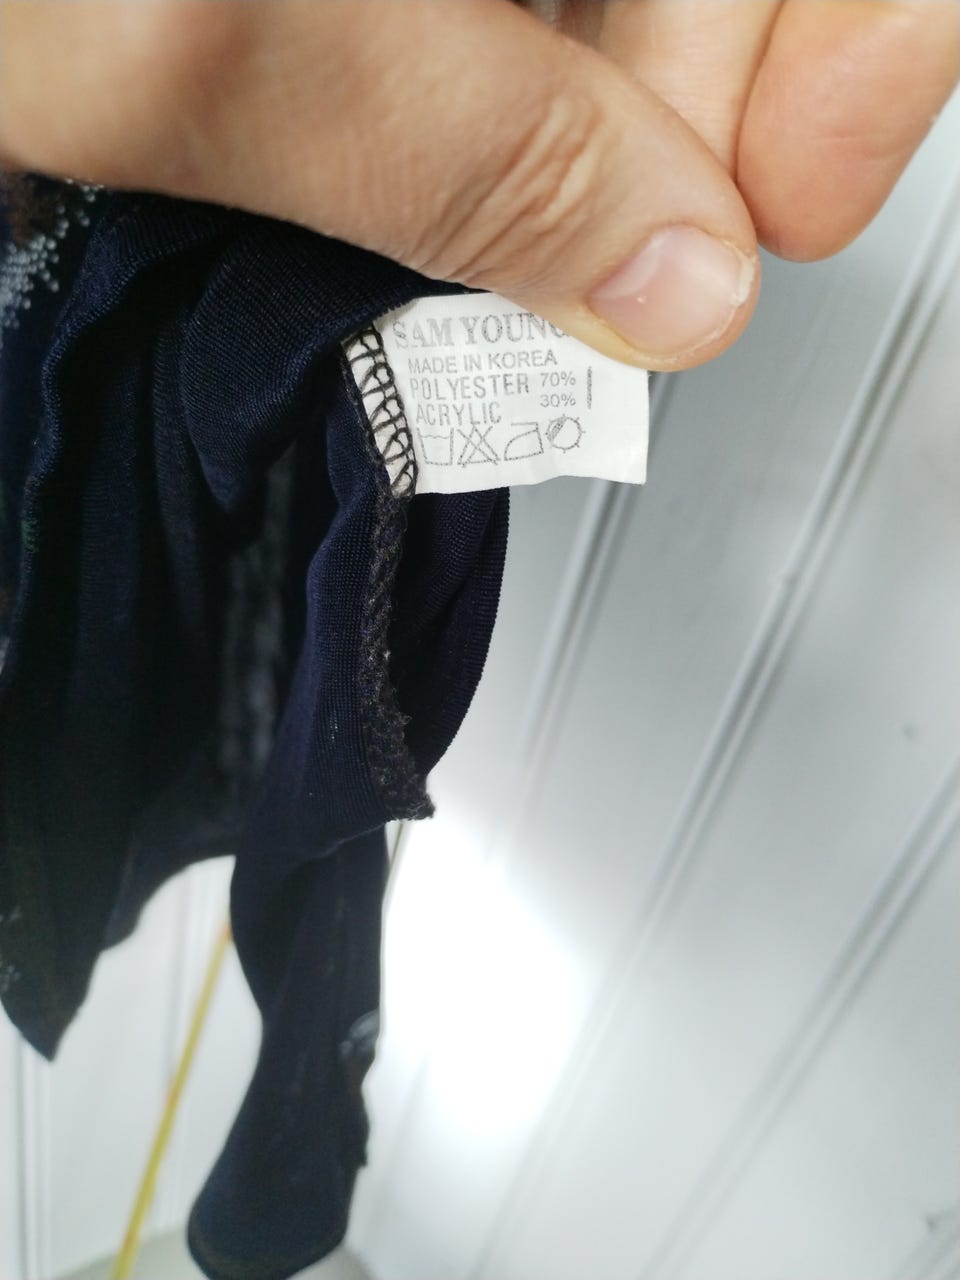 SAM YOUNG
MADE IN KOREA
POLYESTER 70%
ACRYLIC 30%